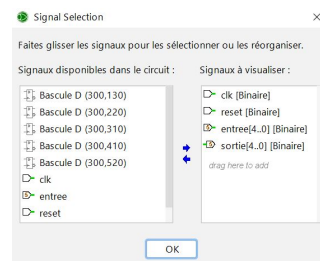 Signal Selection
Faites glisser les signaux pour les sélectionner ou les réorganiser.
Signaux disponibles dans le circuit :
Bascule D (300,130)
Bascule D (300,220)
Bascule D (300,310)
Bascule D (300,410)
Bascule D (300,520)
clk
entree
reset
Signaux à visualiser :
clk [Binaire]
reset [Binaire]
entree[4..0] [Binaire]
sortie[4..0] [Binaire]
drag here to add
OK